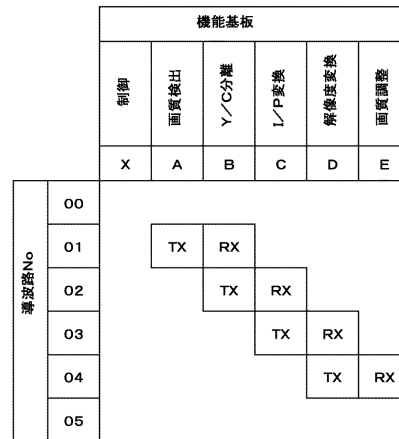 機能基板
制御
画質検出
Y/C分離
I/P変換
解像度変換
画質調整
X A B C D E
導波路No
00
01 TX RX
02 TX RX
03 TX RX
04 TX RX
05